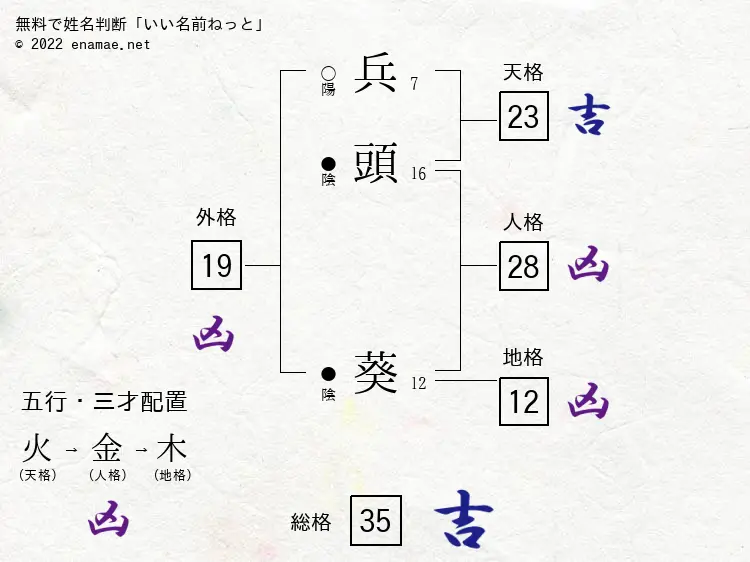 無料で姓名判断「いい名前ねっと」
© 2022 enamae.net
○
陽
兵 7
天格
23 吉
●
陰
頭 16
外格
19
凶
人格
28 凶
●
陰
葵 12
地格
12 凶
五行・三才配置
火→金→木
(天格) (人格) (地格)
凶
総格 35 吉